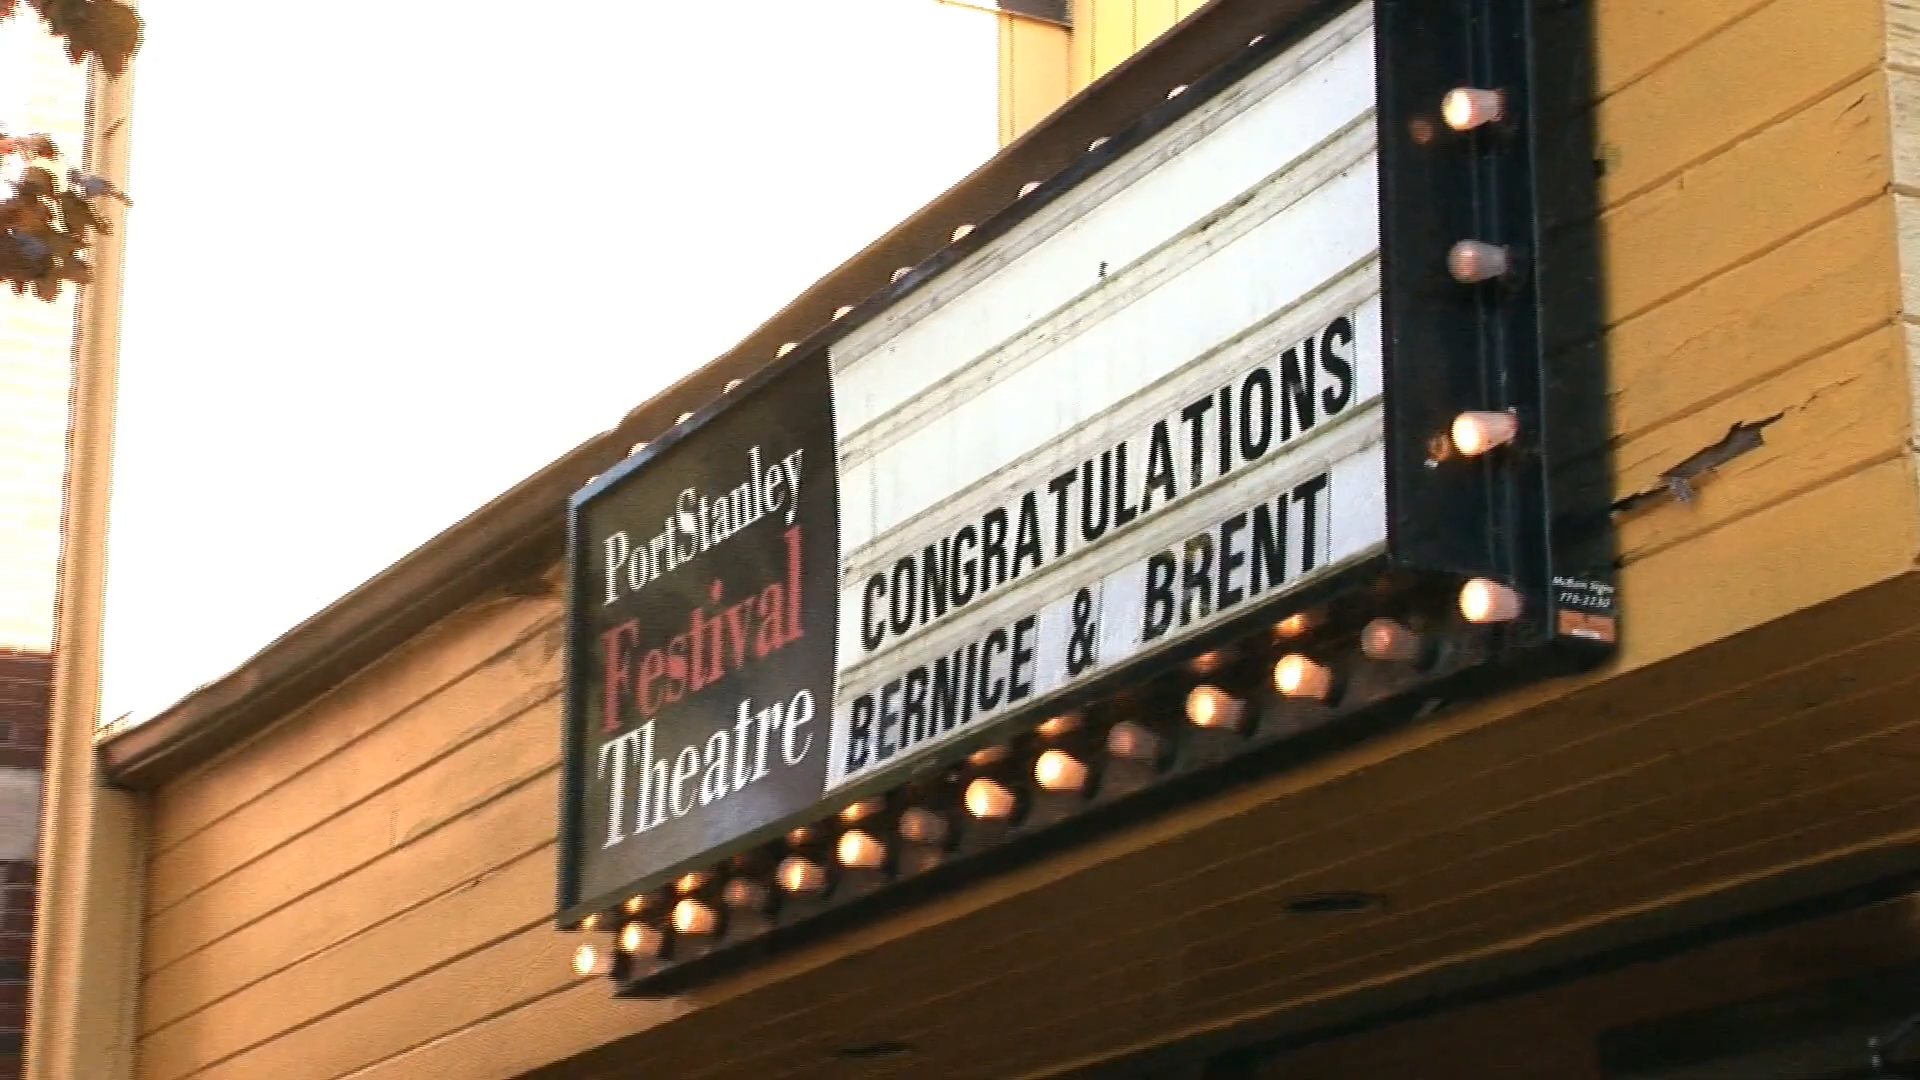 PortStanley
Festival
Theatre
CONGRATULATIONS
BERNICE & BRENT